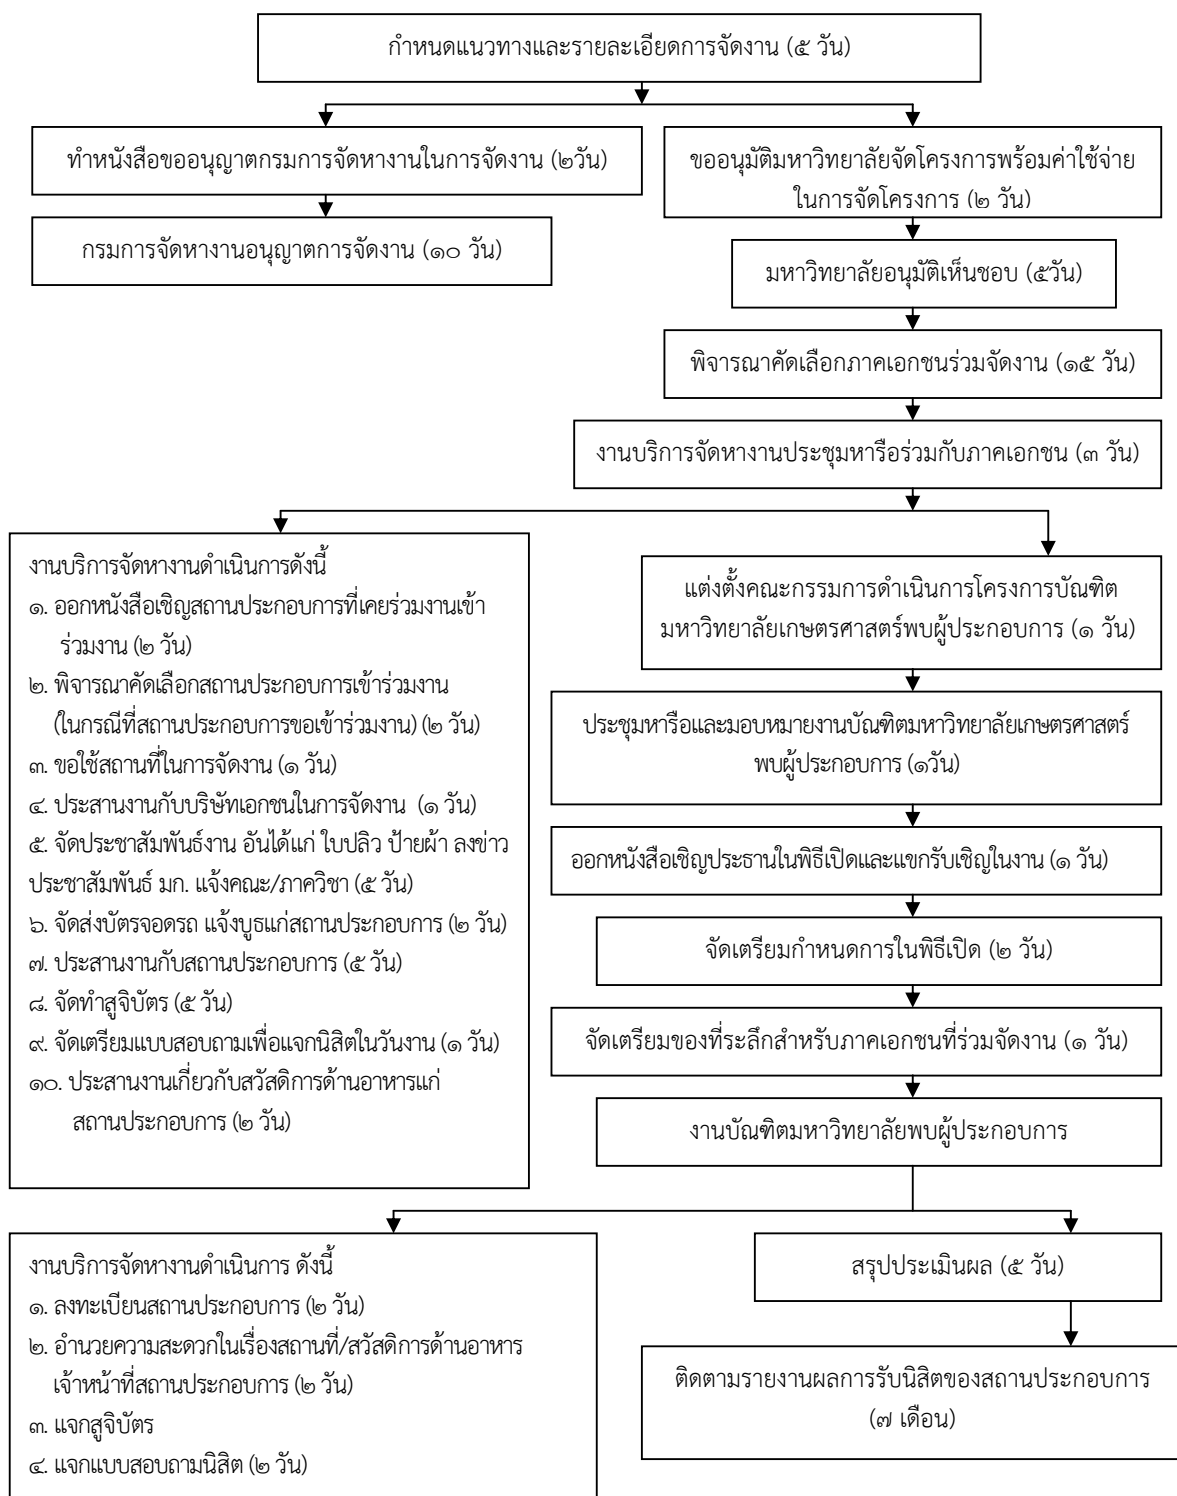 กำหนดแนวทางและรายละเอียดการจัดงาน (๕ วัน)
ทำหนังสือขออนุญาตกรมการจัดหางานในการจัดงาน (๒วัน)
ขออนุมัติมหาวิทยาลัยจัดโครงการพร้อมค่าใช้จ่าย
ในการจัดโครงการ (๒ วัน)
กรมการจัดหางานอนุญาตการจัดงาน (๑๐ วัน)
มหาวิทยาลัยอนุมัติเห็นชอบ (๕วัน)
พิจารณาคัดเลือกภาคเอกชนร่วมจัดงาน (๑๕ วัน)
งานบริการจัดหางานประชุมหารือร่วมกับภาคเอกชน (๓ วัน)
งานบริการจัดหางานดำเนินการดังนี้
๑. ออกหนังสือเชิญสถานประกอบการที่เคยร่วมงานเข้า
ร่วมงาน (๒ วัน)
๒. พิจารณาคัดเลือกสถานประกอบการเข้าร่วมงาน
(ในกรณีที่สถานประกอบการขอเข้าร่วมงาน) (๒ วัน)
๓. ขอใช้สถานที่ในการจัดงาน (๑ วัน)
๔. ประสานงานกับบริษัทเอกชนในการจัดงาน (๑ วัน)
๕. จัดประชาสัมพันธ์งาน อันได้แก่ ใบปลิว ป้ายผ้า ลงข่าว
ประชาสัมพันธ์ มก. แจ้งคณะ/ภาควิชา (๕ วัน)
๖. จัดส่งบัตรจอดรถ แจ้งบูธแก่สถานประกอบการ (๒ วัน)
๗. ประสานงานกับสถานประกอบการ (๕ วัน)
๘. จัดทำสูจิบัตร (๕ วัน)
๙. จัดเตรียมแบบสอบถามเพื่อแจกนิสิตในวันงาน (๑ วัน)
๑๐. ประสานงานเกี่ยวกับสวัสดิการด้านอาหารแก่
สถานประกอบการ (๒ วัน)
แต่งตั้งคณะกรรมการดำเนินการโครงการบัณฑิต
มหาวิทยาลัยเกษตรศาสตร์พบผู้ประกอบการ (๑ วัน)
ประชุมหารือและมอบหมายงานบัณฑิตมหาวิทยาลัยเกษตรศาสตร์
พบผู้ประกอบการ (๑วัน)
ออกหนังสือเชิญประธานในพิธีเปิดและแขกรับเชิญในงาน (๑ วัน)
จัดเตรียมกำหนดการในพิธีเปิด (๒ วัน)
จัดเตรียมของที่ระลึกสำหรับภาคเอกชนที่ร่วมจัดงาน (๑ วัน)
งานบัณฑิตมหาวิทยาลัยพบผู้ประกอบการ
งานบริการจัดหางานดำเนินการ ดังนี้
๑. ลงทะเบียนสถานประกอบการ (๒ วัน)
๒. อำนวยความสะดวกในเรื่องสถานที่/สวัสดิการด้านอาหาร
เจ้าหน้าที่สถานประกอบการ (๒ วัน)
๓. แจกสูจิบัตร
๔. แจกแบบสอบถามนิสิต (๒ วัน)
สรุปประเมินผล (๕ วัน)
ติดตามรายงานผลการรับนิสิตของสถานประกอบการ
(๗ เดือน)